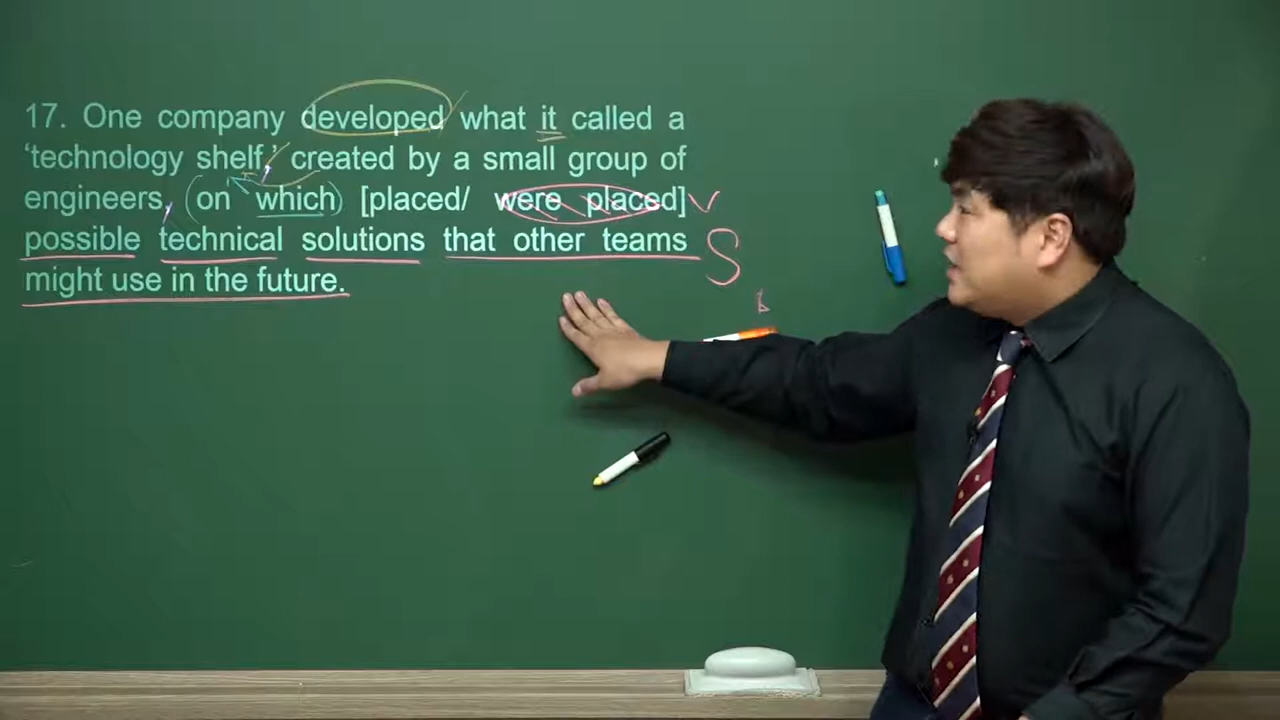 17. One company developed what it called a
‘technology shelf,’ created by a small group of
engineers, (on which) [placed/ were placed] V
possible technical solutions that other teams S
might use in the future.